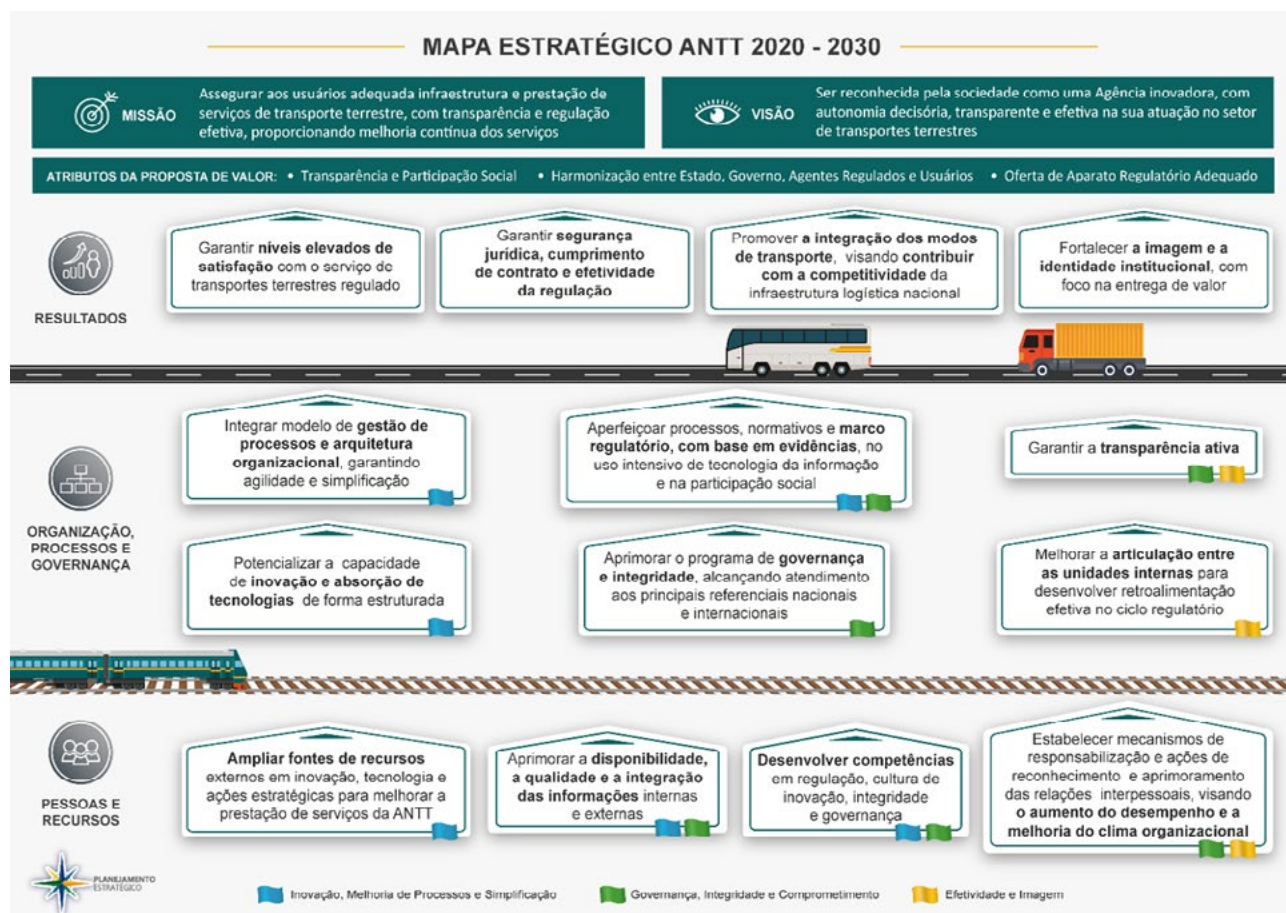 MAPA ESTRATÉGICO ANTT 2020 - 2030
MISSÃO
Assegurar aos usuários adequada infraestrutura e prestação de
serviços de transporte terrestre, com transparência e regulação
efetiva, proporcionando melhoria contínua dos serviços
VISÃO
Ser reconhecida pela sociedade como uma Agência inovadora, com
autonomia decisória, transparente e efetiva na sua atuação no setor
de transportes terrestres
ATRIBUTOS DA PROPOSTA DE VALOR: • Transparência e Participação Social • Harmonização entre Estado, Governo, Agentes Regulados e Usuários • Oferta de Aparato Regulatório Adequado
RESULTADOS
Garantir níveis elevados de
satisfação com o serviço de
transportes terrestres regulado
Garantir segurança
jurídica, cumprimento
de contrato e efetividade
da regulação
Promover a integração dos modos
de transporte, visando contribuir
com a competitividade da
infraestrutura logística nacional
Fortalecer a imagem e a
identidade institucional, com
foco na entrega de valor
ORGANIZAÇÃO,
PROCESSOS E
GOVERNANÇA
Integrar modelo de gestão de
processos e arquitetura
organizacional, garantindo
agilidade e simplificação
Aperfeiçoar processos, normativos e marco
regulatório, com base em evidências, no
uso intensivo de tecnologia da informação
e na participação social
Garantir a transparência ativa
Potencializar a capacidade
de inovação e absorção de
tecnologias de forma estruturada
Aprimorar o programa de governança
e integridade, alcançando atendimento
aos principais referenciais nacionais
e internacionais
Melhorar a articulação entre
as unidades internas para
desenvolver retroalimentação
efetiva no ciclo regulatório
PESSOAS E
RECURSOS
Ampliar fontes de recursos
externos em inovação, tecnologia e
ações estratégicas para melhorar a
prestação de serviços da ANTT
Aprimorar a disponibilidade,
a qualidade e a integração
das informações internas
e externas
Desenvolver competências
em regulação, cultura de
inovação, integridade
e governança
Estabelecer mecanismos de
responsabilização e ações de
reconhecimento e aprimoramento
das relações interpessoais, visando
o aumento do desempenho e a
melhoria do clima organizacional
PLANEJAMENTO
ESTRATÉGICO
Inovação, Melhoria de Processos e Simplificação
Governança, Integridade e Comprometimento
Efetividade e Imagem